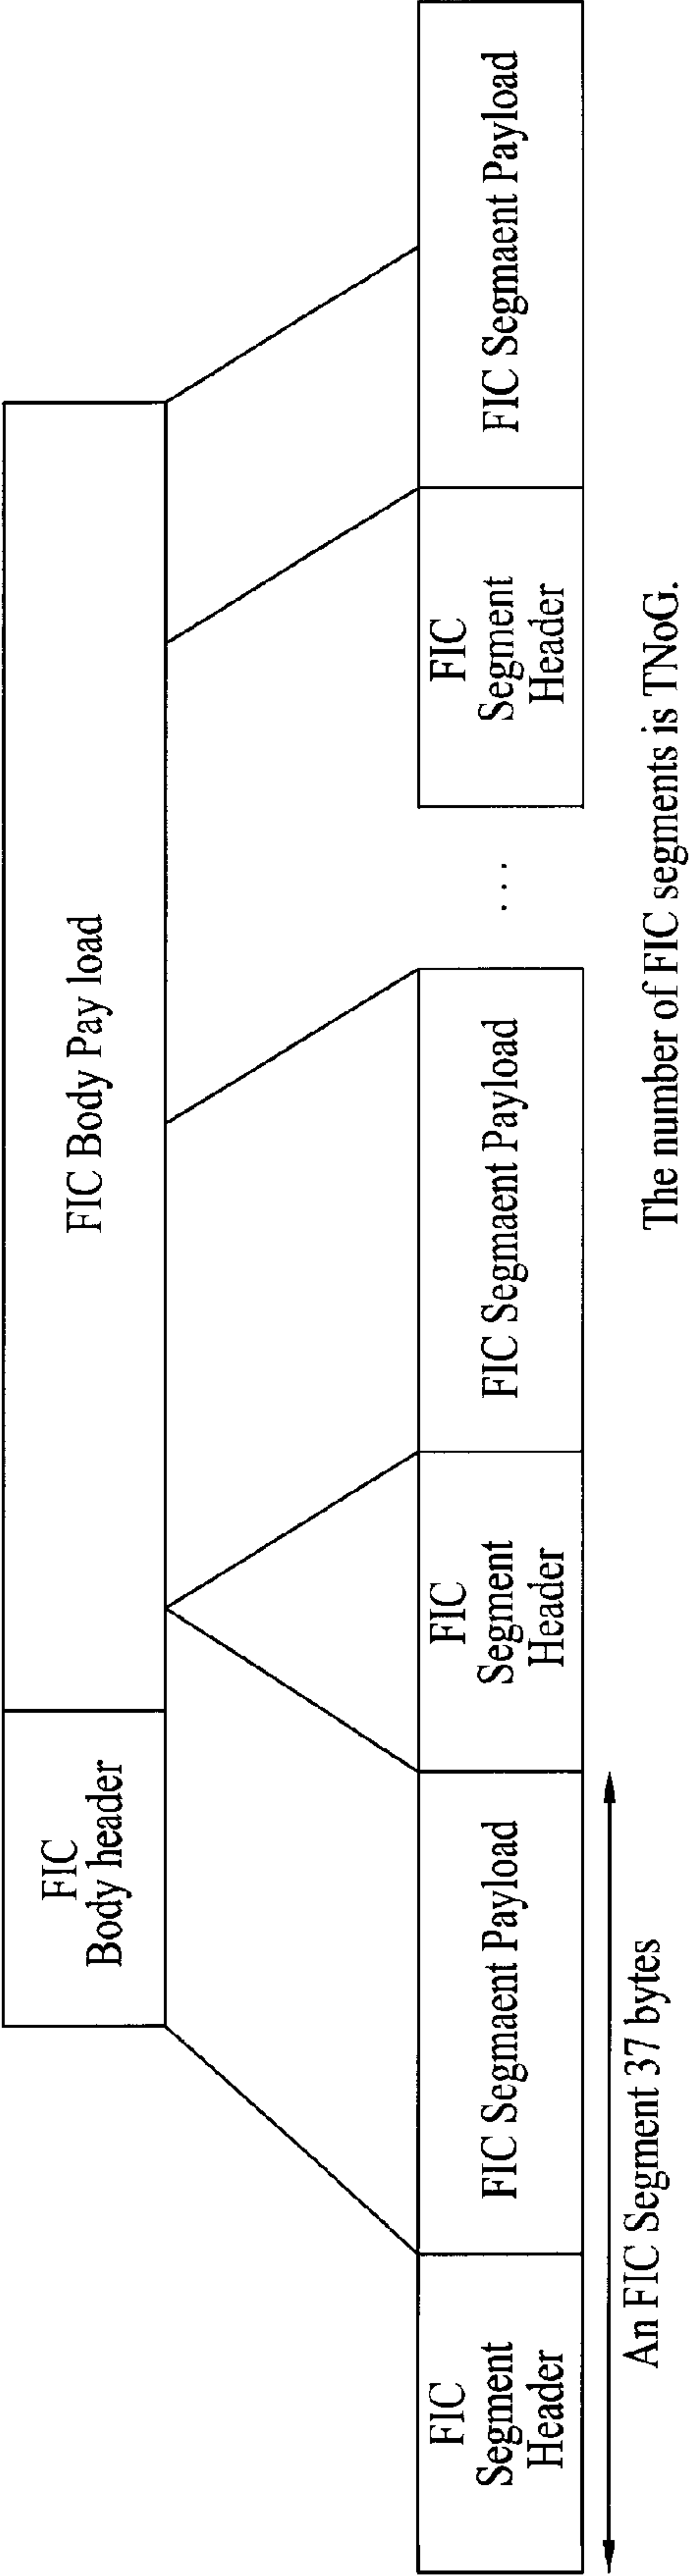 FIC
Body header
FIC Body Pay load
FIC
Segment
Header
FIC Segmaent Payload
FIC
Segment
Header
FIC Segmaent Payload
...
FIC
Segment
Header
FIC Segmaent Payload
An FIC Segment 37 bytes
The number of FIC segments is TNoG.